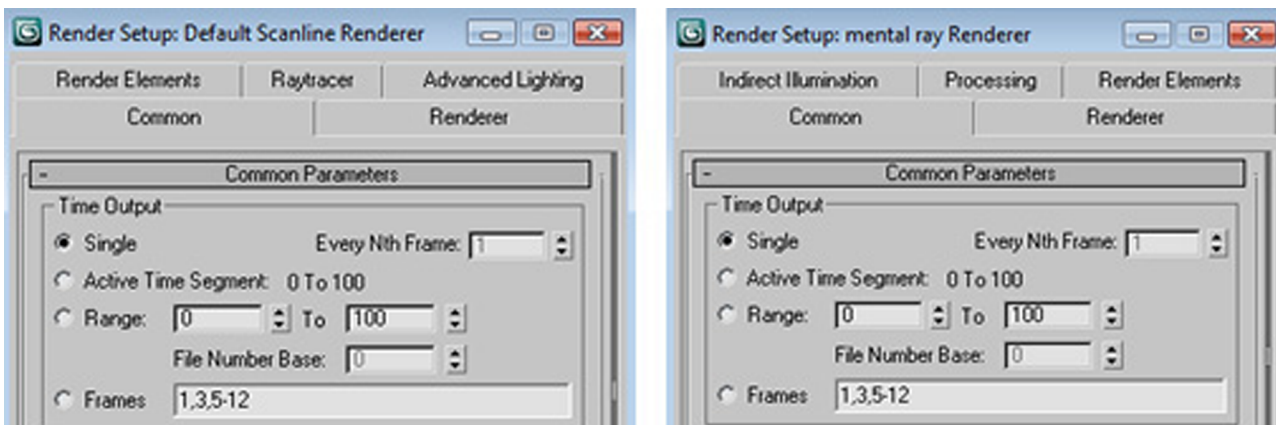 Render Setup: Default Scanline Renderer
Render Elements Raytracer Advanced Lighting
Common Renderer
- Common Parameters
Time Output
Single Every Nth Frame: 1
Active Time Segment: 0 To 100
Range: 0 To 100
File Number Base: 0
Frames 1,3,5-12
Render Setup: mental ray Renderer
Indirect Illumination Processing Render Elements
Common Renderer
- Common Parameters
Time Output
Single Every Nth Frame: 1
Active Time Segment: 0 To 100
Range: 0 To 100
File Number Base: 0
Frames 1,3,5-12